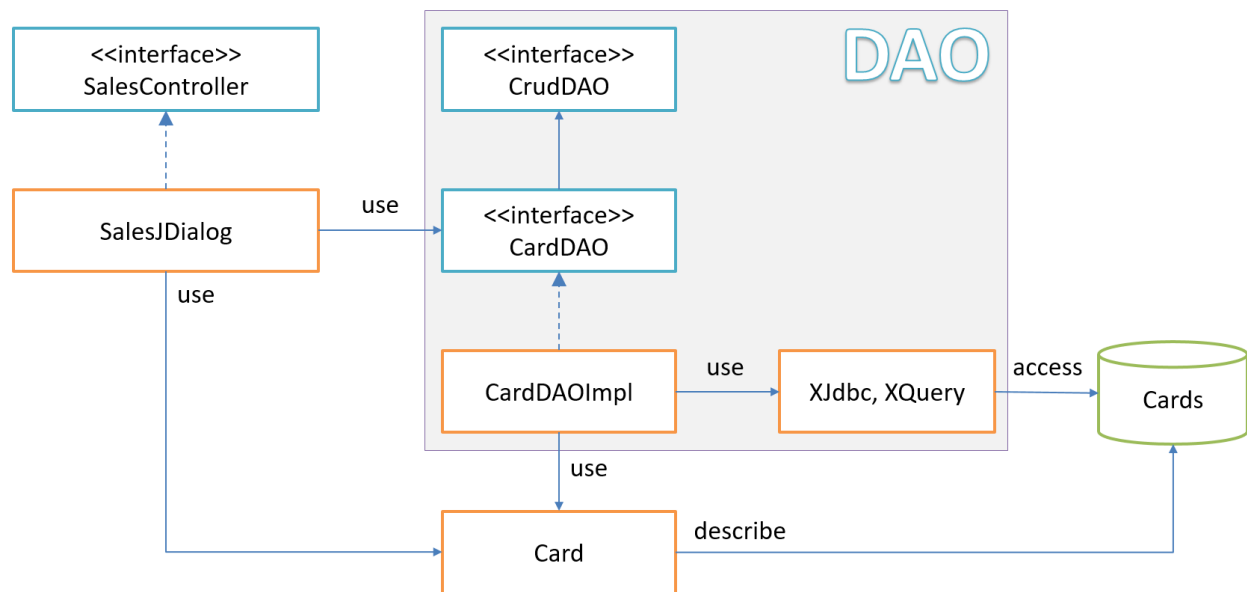 DAO
<<interface>>
SalesController
<<interface>>
CrudDAO
SalesJDialog
use
<<interface>>
CardDAO
use
CardDAOImpl
use
XJdbc, XQuery
access
Cards
use
Card
describe